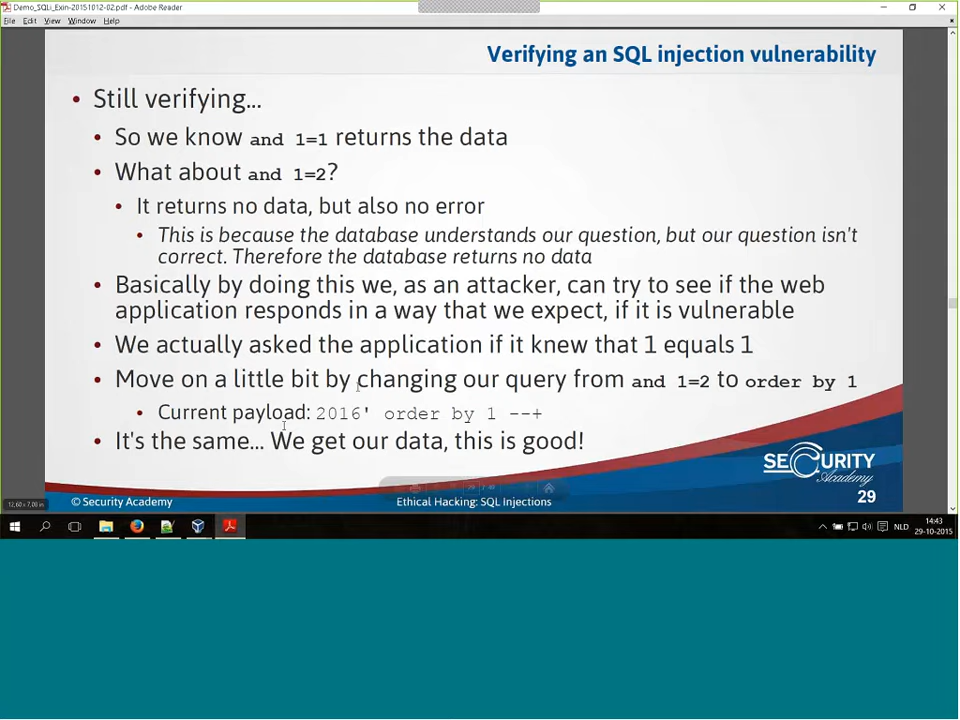 Demo_SQLi_Exin-20151012-02.pdf - Adobe Reader
File Edit View Window Help
Verifying an SQL injection vulnerability
• Still verifying...
• So we know and 1=1 returns the data
• What about and 1=2?
• It returns no data, but also no error
• This is because the database understands our question, but our question isn't
correct. Therefore the database returns no data
• Basically by doing this we, as an attacker, can try to see if the web
application responds in a way that we expect, if it is vulnerable
• We actually asked the application if it knew that 1 equals 1
• Move on a little bit by changing our query from and 1=2 to order by 1
• Current payload: 2016' order by 1 --+
• It's the same... We get our data, this is good!
SECURITY
Academy
29
© Security Academy
Ethical Hacking: SQL Injections
12,60 x 7,00 in
NLD
14:43
29-10-2015